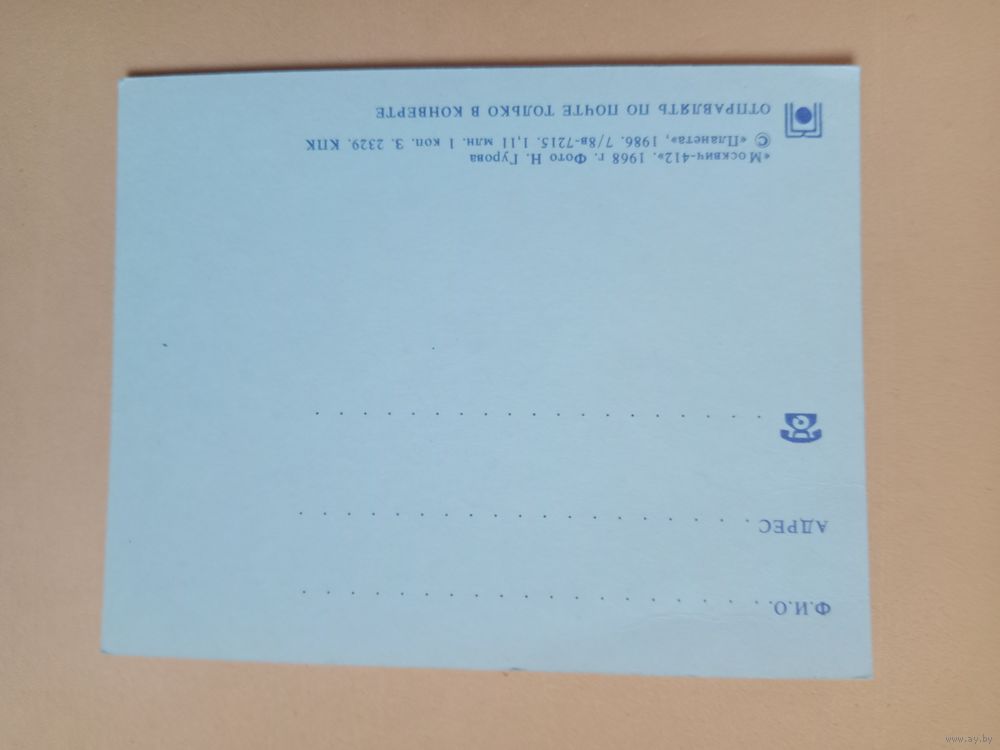 Ф.И.О. . . . . . . . . . . . . . . . . . . . .
АДРЕС . . . . . . . . . . . . . . . . . . . .
. . . . . . . . . . . . . . . . . . . .
«Москвич-412». 1968 г. Фото Н. Гурова
© «Планета», 1986. 7/8в-7215. 1,11 млн. 1 коп. З. 2329. КПК
ОТПРАВЛЯТЬ ПО ПОЧТЕ ТОЛЬКО В КОНВЕРТЕ
www.ay.by